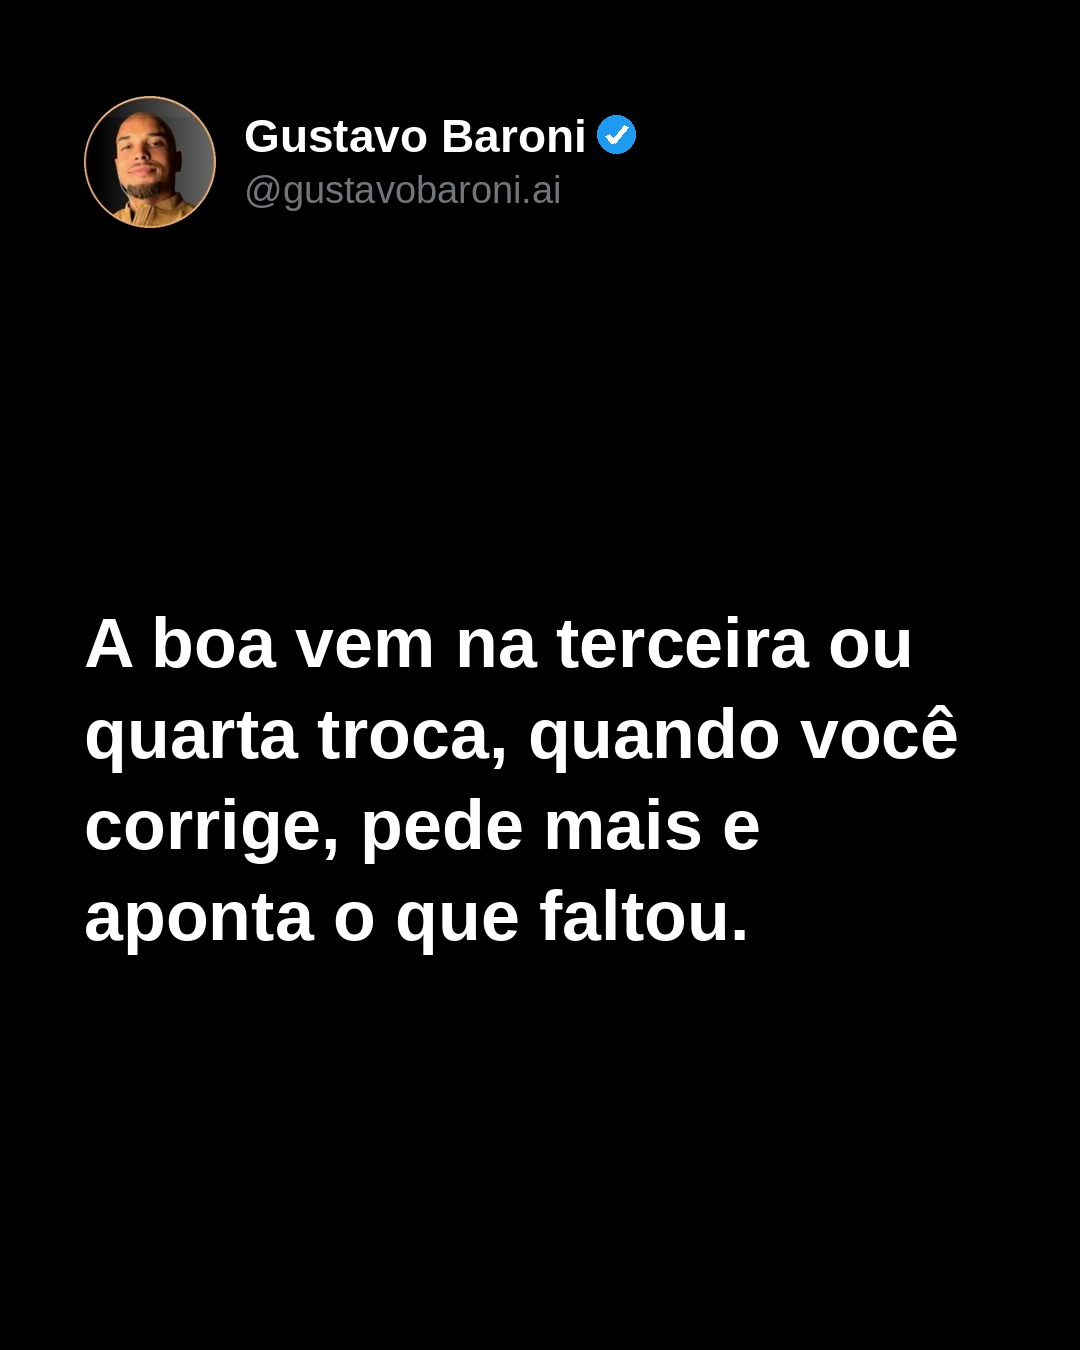 Gustavo Baroni
@gustavobaroni.ai
A boa vem na terceira ou
quarta troca, quando você
corrige, pede mais e
aponta o que faltou.